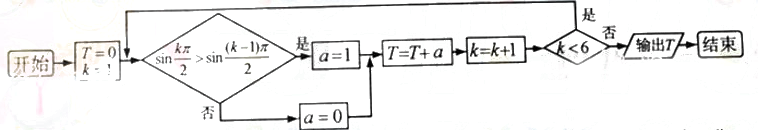 是
开始
T=0
k=1
sin kπ/2 > sin (k-1)π/2
是
a=1
T=T+a
k=k+1
k<6
否
输出T
结束
否
a=0